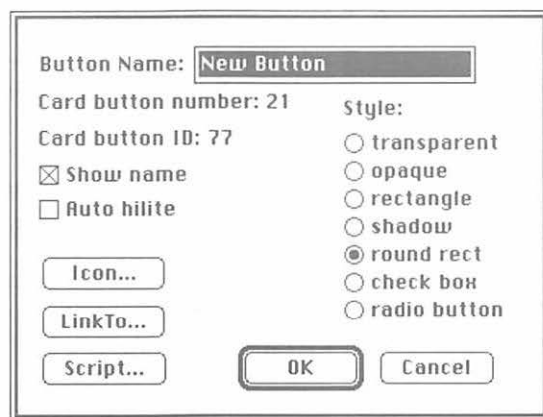 Button Name: New Button
Card button number: 21
Card button ID: 77
Show name
Auto hilite
Icon...
LinkTo...
Script...
Style:
transparent
opaque
rectangle
shadow
round rect
check box
radio button
OK
Cancel